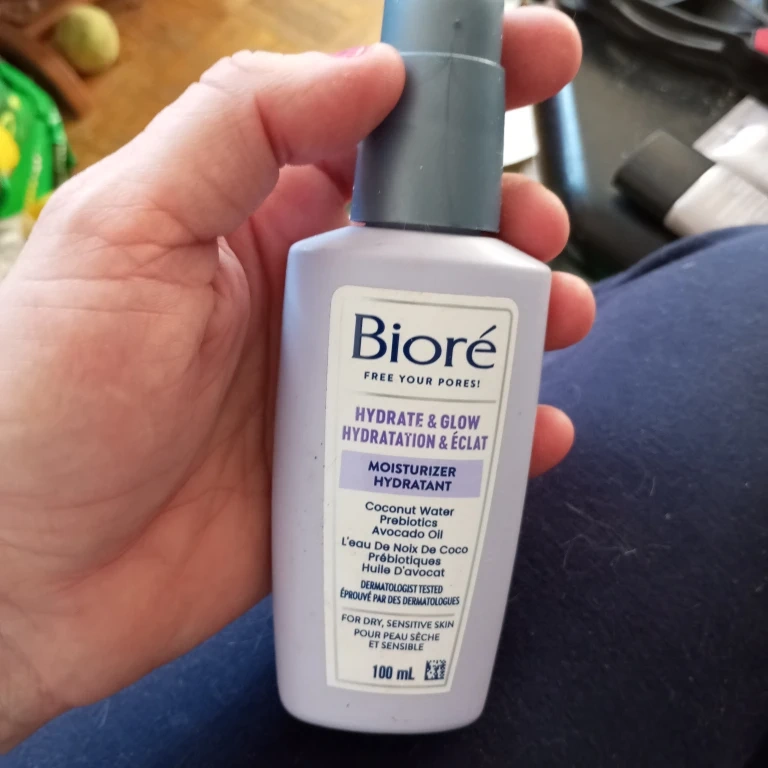 Bioré
FREE YOUR PORES!
HYDRATE & GLOW
HYDRATATION & ÉCLAT
MOISTURIZER
HYDRATANT
Coconut Water
Prebiotics
Avocado Oil
L'eau De Noix De Coco
Prébiotiques
Huile D'avocat
DERMATOLOGIST TESTED
ÉPROUVÉ PAR DES DERMATOLOGUES
FOR DRY, SENSITIVE SKIN
POUR PEAU SÈCHE
ET SENSIBLE
100 mL